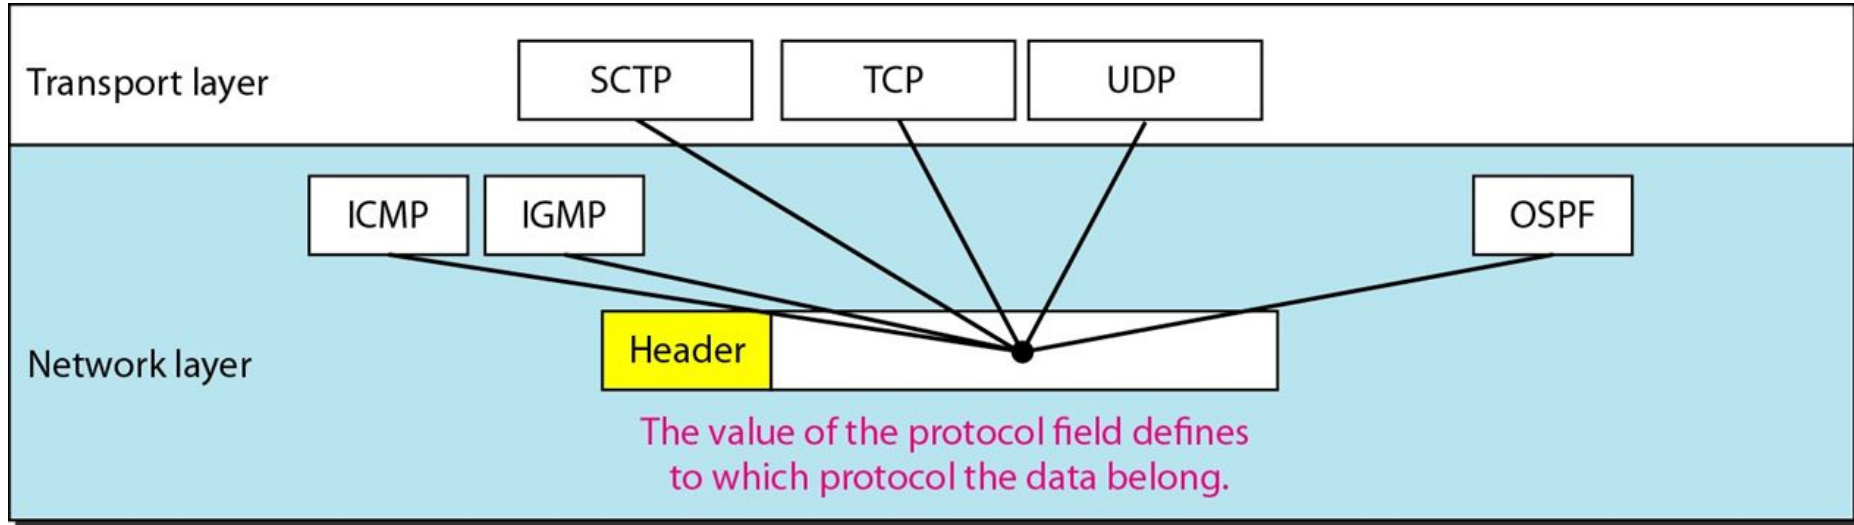 Transport layer
SCTP
TCP
UDP
ICMP
IGMP
OSPF
Network layer
Header
The value of the protocol field defines
to which protocol the data belong.